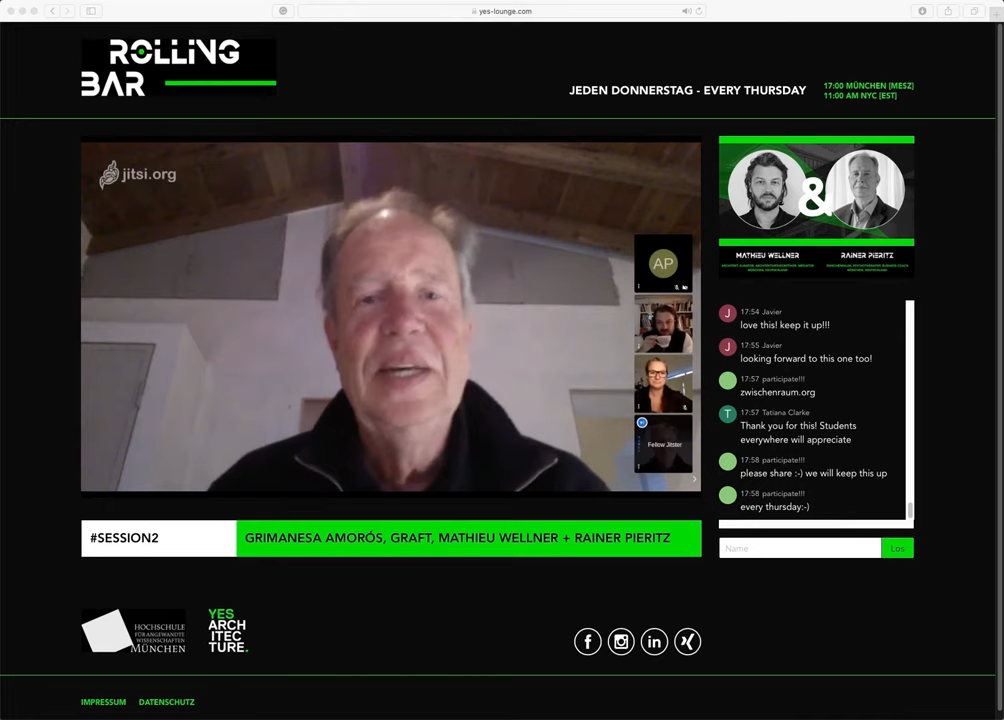 yes-lounge.com
ROLLING
BAR
JEDEN DONNERSTAG - EVERY THURSDAY
17:00 MÜNCHEN [MESZ]
11:00 AM NYC [EST]
jitsi.org
AP
Fellow Jitster
&
MATHIEU WELLNER
RAINER PIERITZ
J
17:54 Javier
love this! keep it up!!!
J
17:55 Javier
looking forward to this one too!
17:57 participate!!!
zwischenraum.org
T
17:57 Tatiana Clarke
Thank you for this! Students
everywhere will appreciate
17:58 participate!!!
please share :-) we will keep this up
17:58 participate!!!
every thursday:-)
#SESSION2
GRIMANESA AMORÓS, GRAFT, MATHIEU WELLNER + RAINER PIERITZ
Name
Los
HOCHSCHULE
FÜR ANGEWANDTE
WISSENSCHAFTEN
MÜNCHEN
YES
ARCH
ITEC
TURE.
IMPRESSUM
DATENSCHUTZ